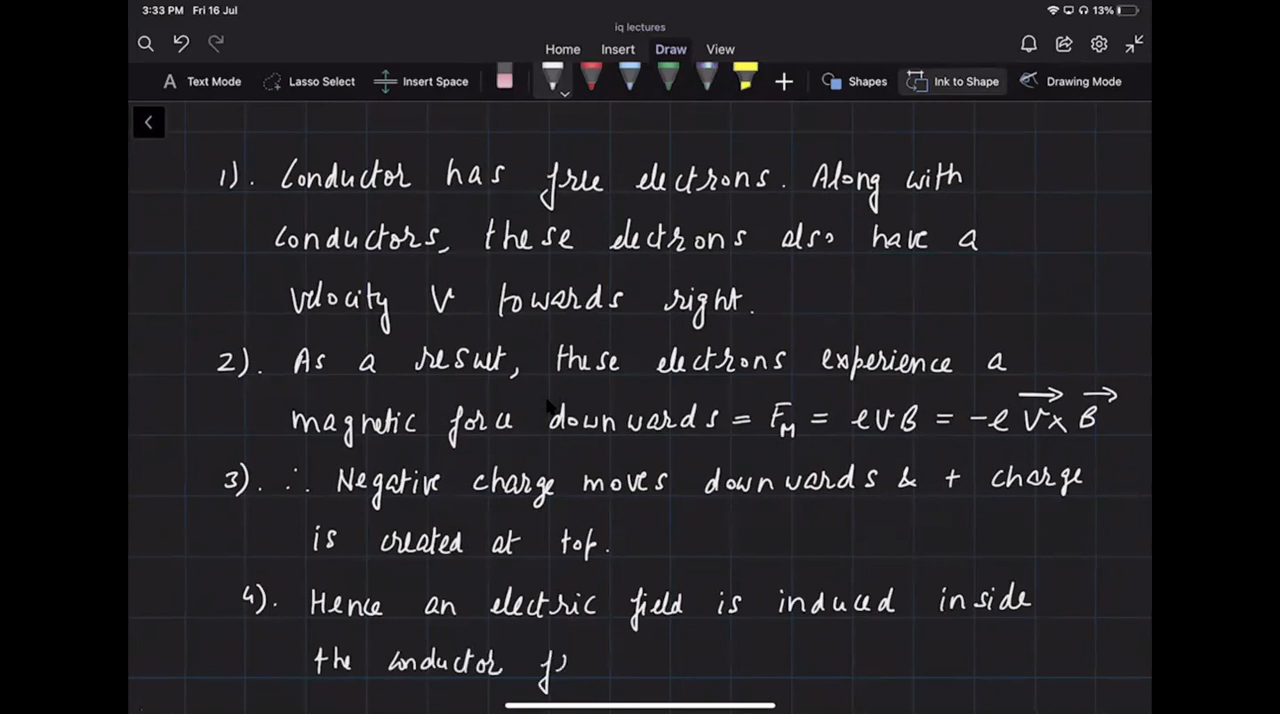 3:33 PM Fri 16 Jul 13%
iq lectures
Home Insert Draw View
Text Mode Lasso Select Insert Space Shapes Ink to Shape Drawing Mode
1). Conductor has free electrons. Along with
conductors, these electrons also have a
velocity V towards right.
2). As a result, these electrons experience a
magnetic force downwards = F_M = evB = -e \vec{V} x \vec{B}
3). ∴ Negative charge moves downwards & + charge
is created at top.
4). Hence an electric field is induced inside
the conductor